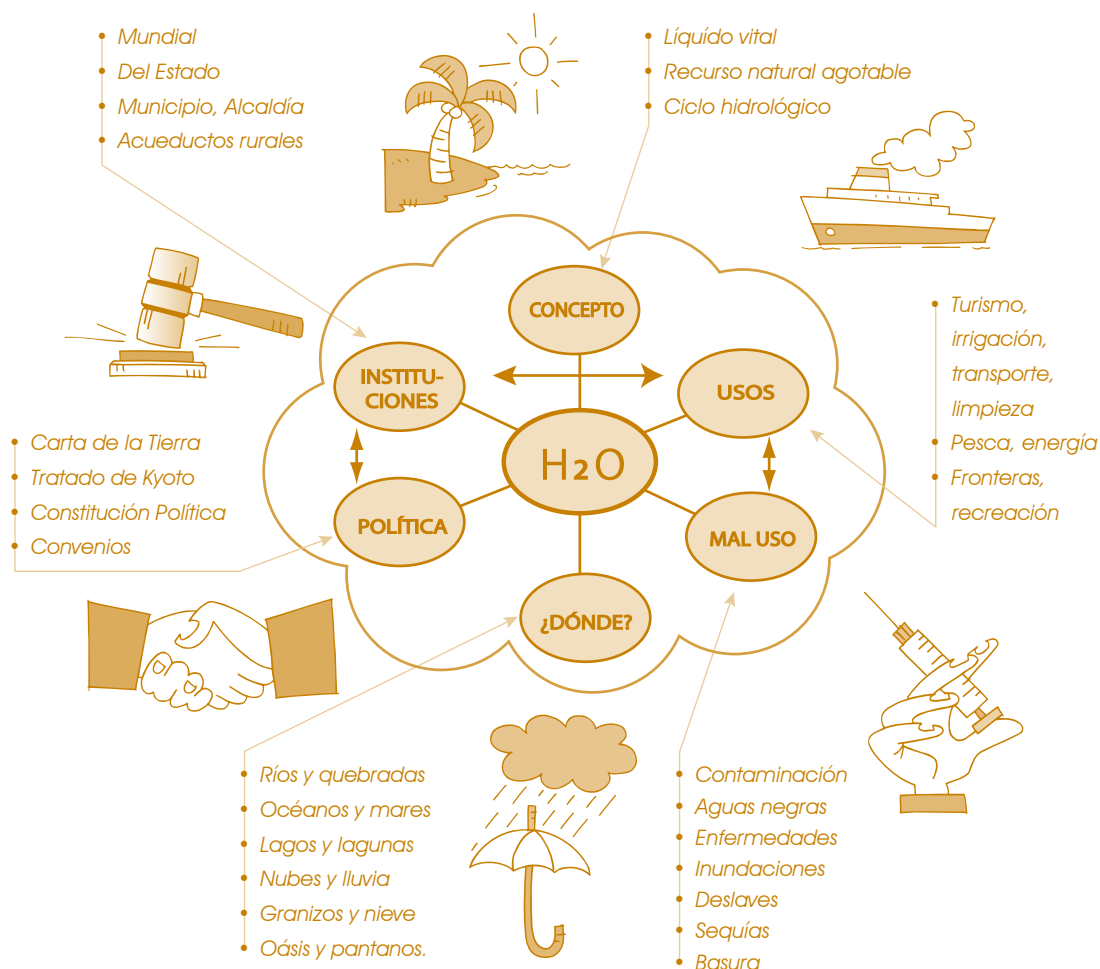 • Mundial
• Del Estado
• Municipio, Alcaldía
• Acueductos rurales
• Líquído vital
• Recurso natural agotable
• Ciclo hidrológico
CONCEPTO
INSTITU-
CIONES
USOS
H2O
POLÍTICA
MAL USO
¿DÓNDE?
• Turismo,
irrigación,
transporte,
limpieza
• Pesca, energía
• Fronteras,
recreación
• Carta de la Tierra
• Tratado de Kyoto
• Constitución Política
• Convenios
• Ríos y quebradas
• Océanos y mares
• Lagos y lagunas
• Nubes y lluvia
• Granizos y nieve
• Oásis y pantanos.
• Contaminación
• Aguas negras
• Enfermedades
• Inundaciones
• Deslaves
• Sequías
• Basura